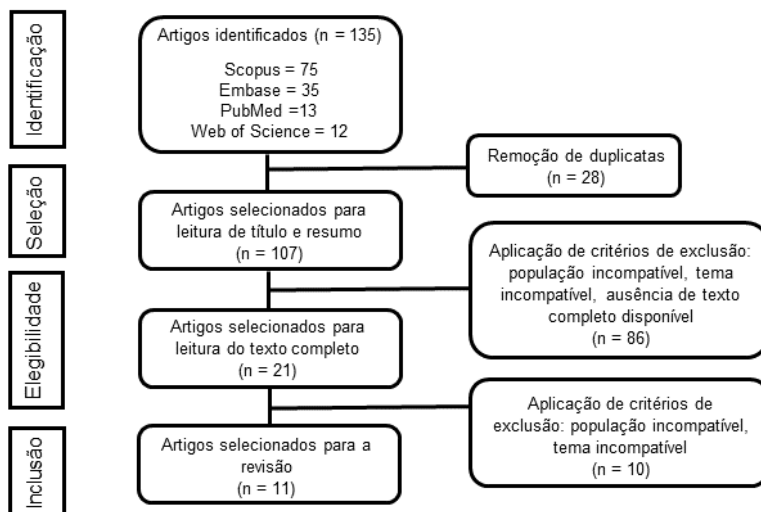 Identificação
Artigos identificados (n = 135)
Scopus = 75
Embase = 35
PubMed =13
Web of Science = 12
Remoção de duplicatas
(n = 28)
Seleção
Artigos selecionados para
leitura de título e resumo
(n = 107)
Aplicação de critérios de exclusão:
população incompatível, tema
incompatível, ausência de texto
completo disponível
(n = 86)
Elegibilidade
Artigos selecionados para
leitura do texto completo
(n = 21)
Aplicação de critérios de
exclusão: população incompatível,
tema incompatível
(n = 10)
Inclusão
Artigos selecionados para a
revisão
(n = 11)